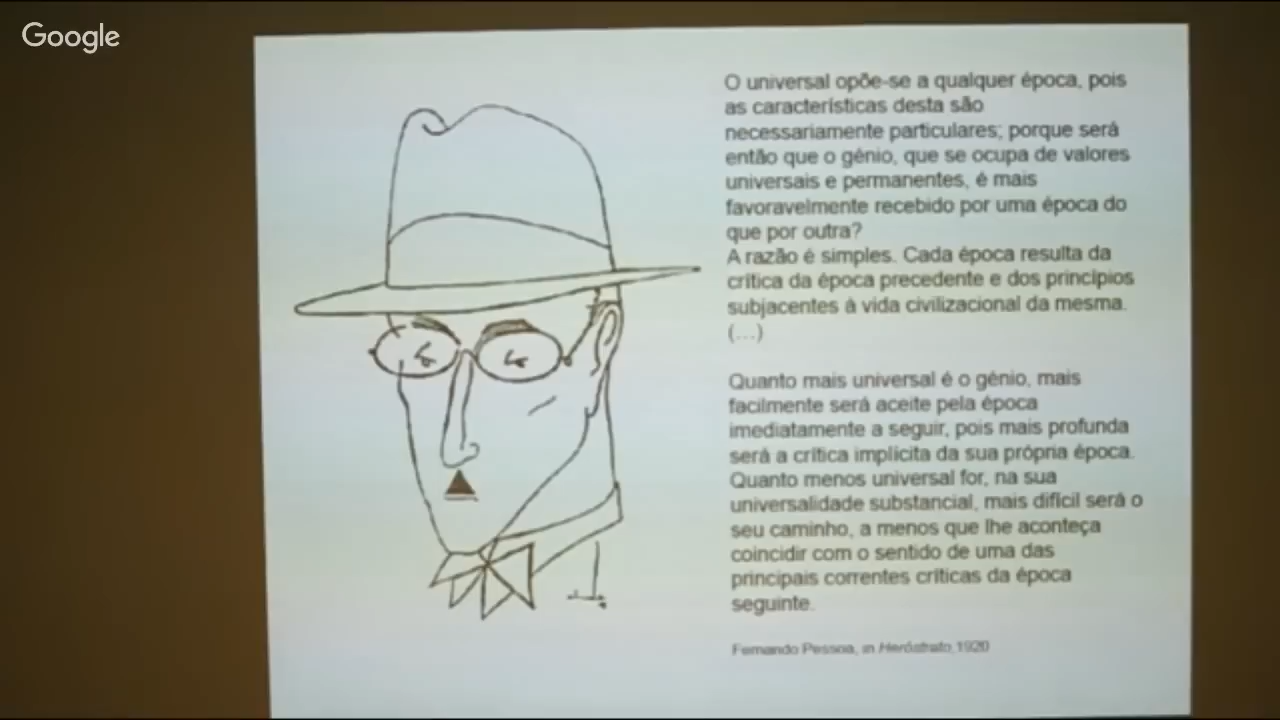 Google
O universal opõe-se a qualquer época, pois
as características desta são
necessariamente particulares; porque será
então que o génio, que se ocupa de valores
universais e permanentes, é mais
favoravelmente recebido por uma época do
que por outra?
A razão é simples. Cada época resulta da
crítica da época precedente e dos princípios
subjacentes à vida civilizacional da mesma.
(...)
Quanto mais universal é o génio, mais
facilmente será aceite pela época
imediatamente a seguir, pois mais profunda
será a crítica implícita da sua própria época.
Quanto menos universal for, na sua
universalidade substancial, mais difícil será o
seu caminho, a menos que lhe aconteça
coincidir com o sentido de uma das
principais correntes críticas da época
seguinte.
Fernando Pessoa, in Heróstrato, 1920